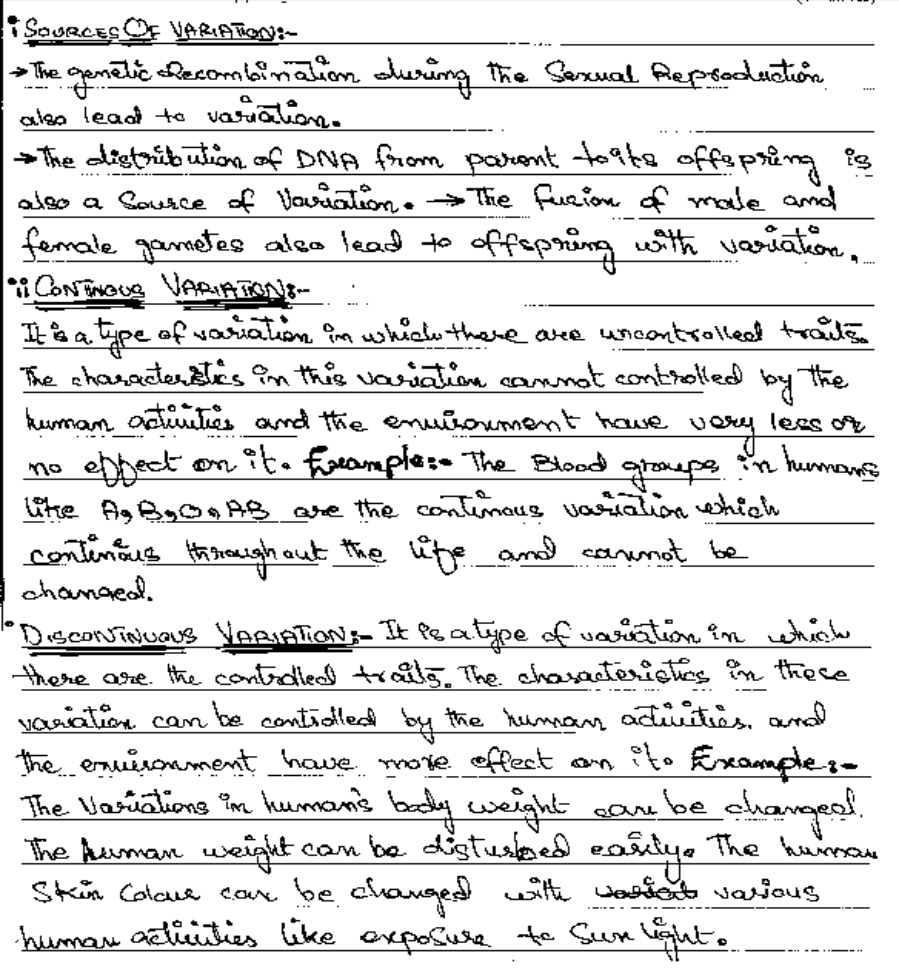 i SOURCES OF VARIATION:-
→ The genetic Recombination during the Sexual Reproduction
also lead to variation.
→ The distribution of DNA from parent to its offspring is
also a Source of Variation. → The fusion of male and
female gametes also lead to offspring with variation.
ii CONTINOUS VARIATION:-
It is a type of variation in which there are uncontrolled traits.
The characteristics in this variation cannot controlled by the
human activities and the environment have very less or
no effect on it. Example:- The Blood groups in humans
like A, B, O, AB are the continous variation which
continous throughout the life and cannot be
changed.
• DISCONTINUOUS VARIATION:- It is a type of variation in which
there are the controlled traits. The characteristics in these
variation can be controlled by the human activities. and
the environment have more effect on it. Example:-
The Variations in human's body weight can be changed.
The human weight can be disturbed easily. The human
Skin Colour can be changed with various
human activities like exposure to Sun light.